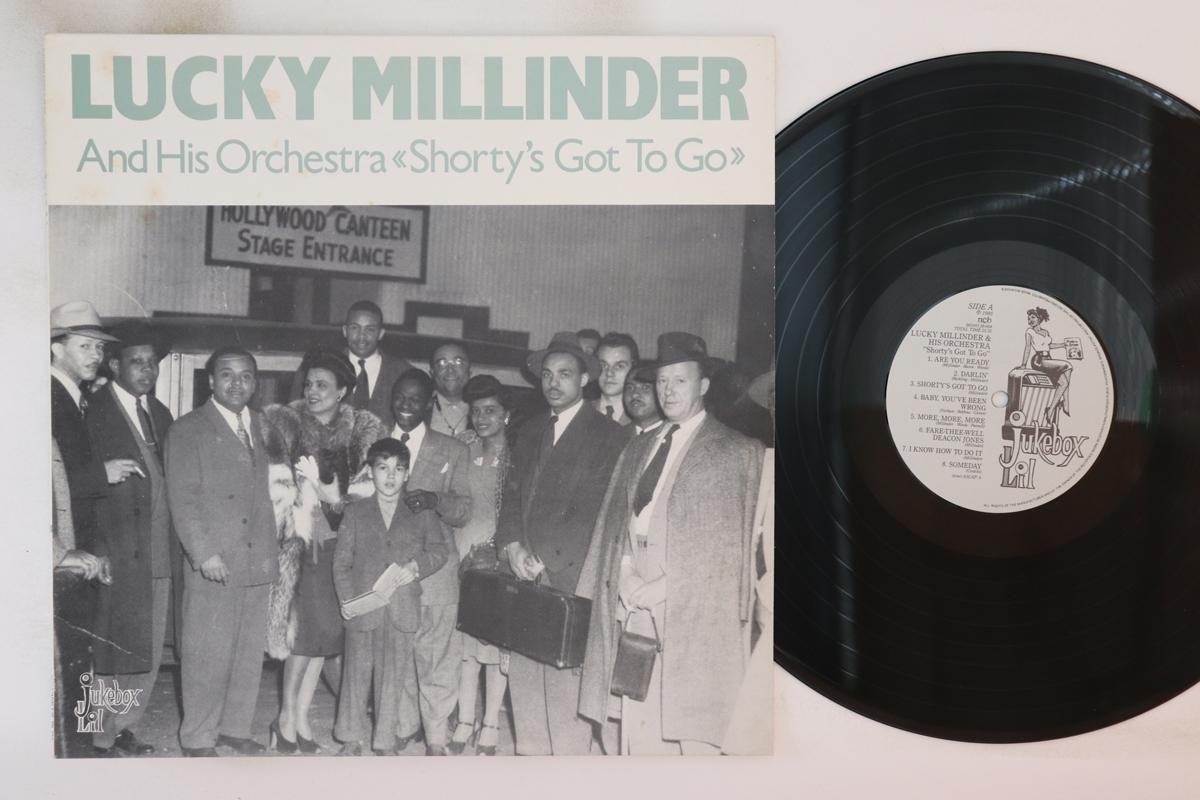 LUCKY MILLINDER
And His Orchestra «Shorty's Got To Go»
HOLLYWOOD CANTEEN
STAGE ENTRANCE
Jukebox
Lil
SIDE A
℗ 1985
ncb
LUCKY MILLINDER &
HIS ORCHESTRA
"Shorty's Got To Go"
1. ARE YOU READY
2. DARLIN'
3. SHORTY'S GOT TO GO
4. BABY, YOU'VE BEEN
WRONG
5. MORE, MORE, MORE
6. FARE-THEE-WELL
DEACON JONES
7. I KNOW HOW TO DO IT
8. SOMEDAY
Jukebox
Lil